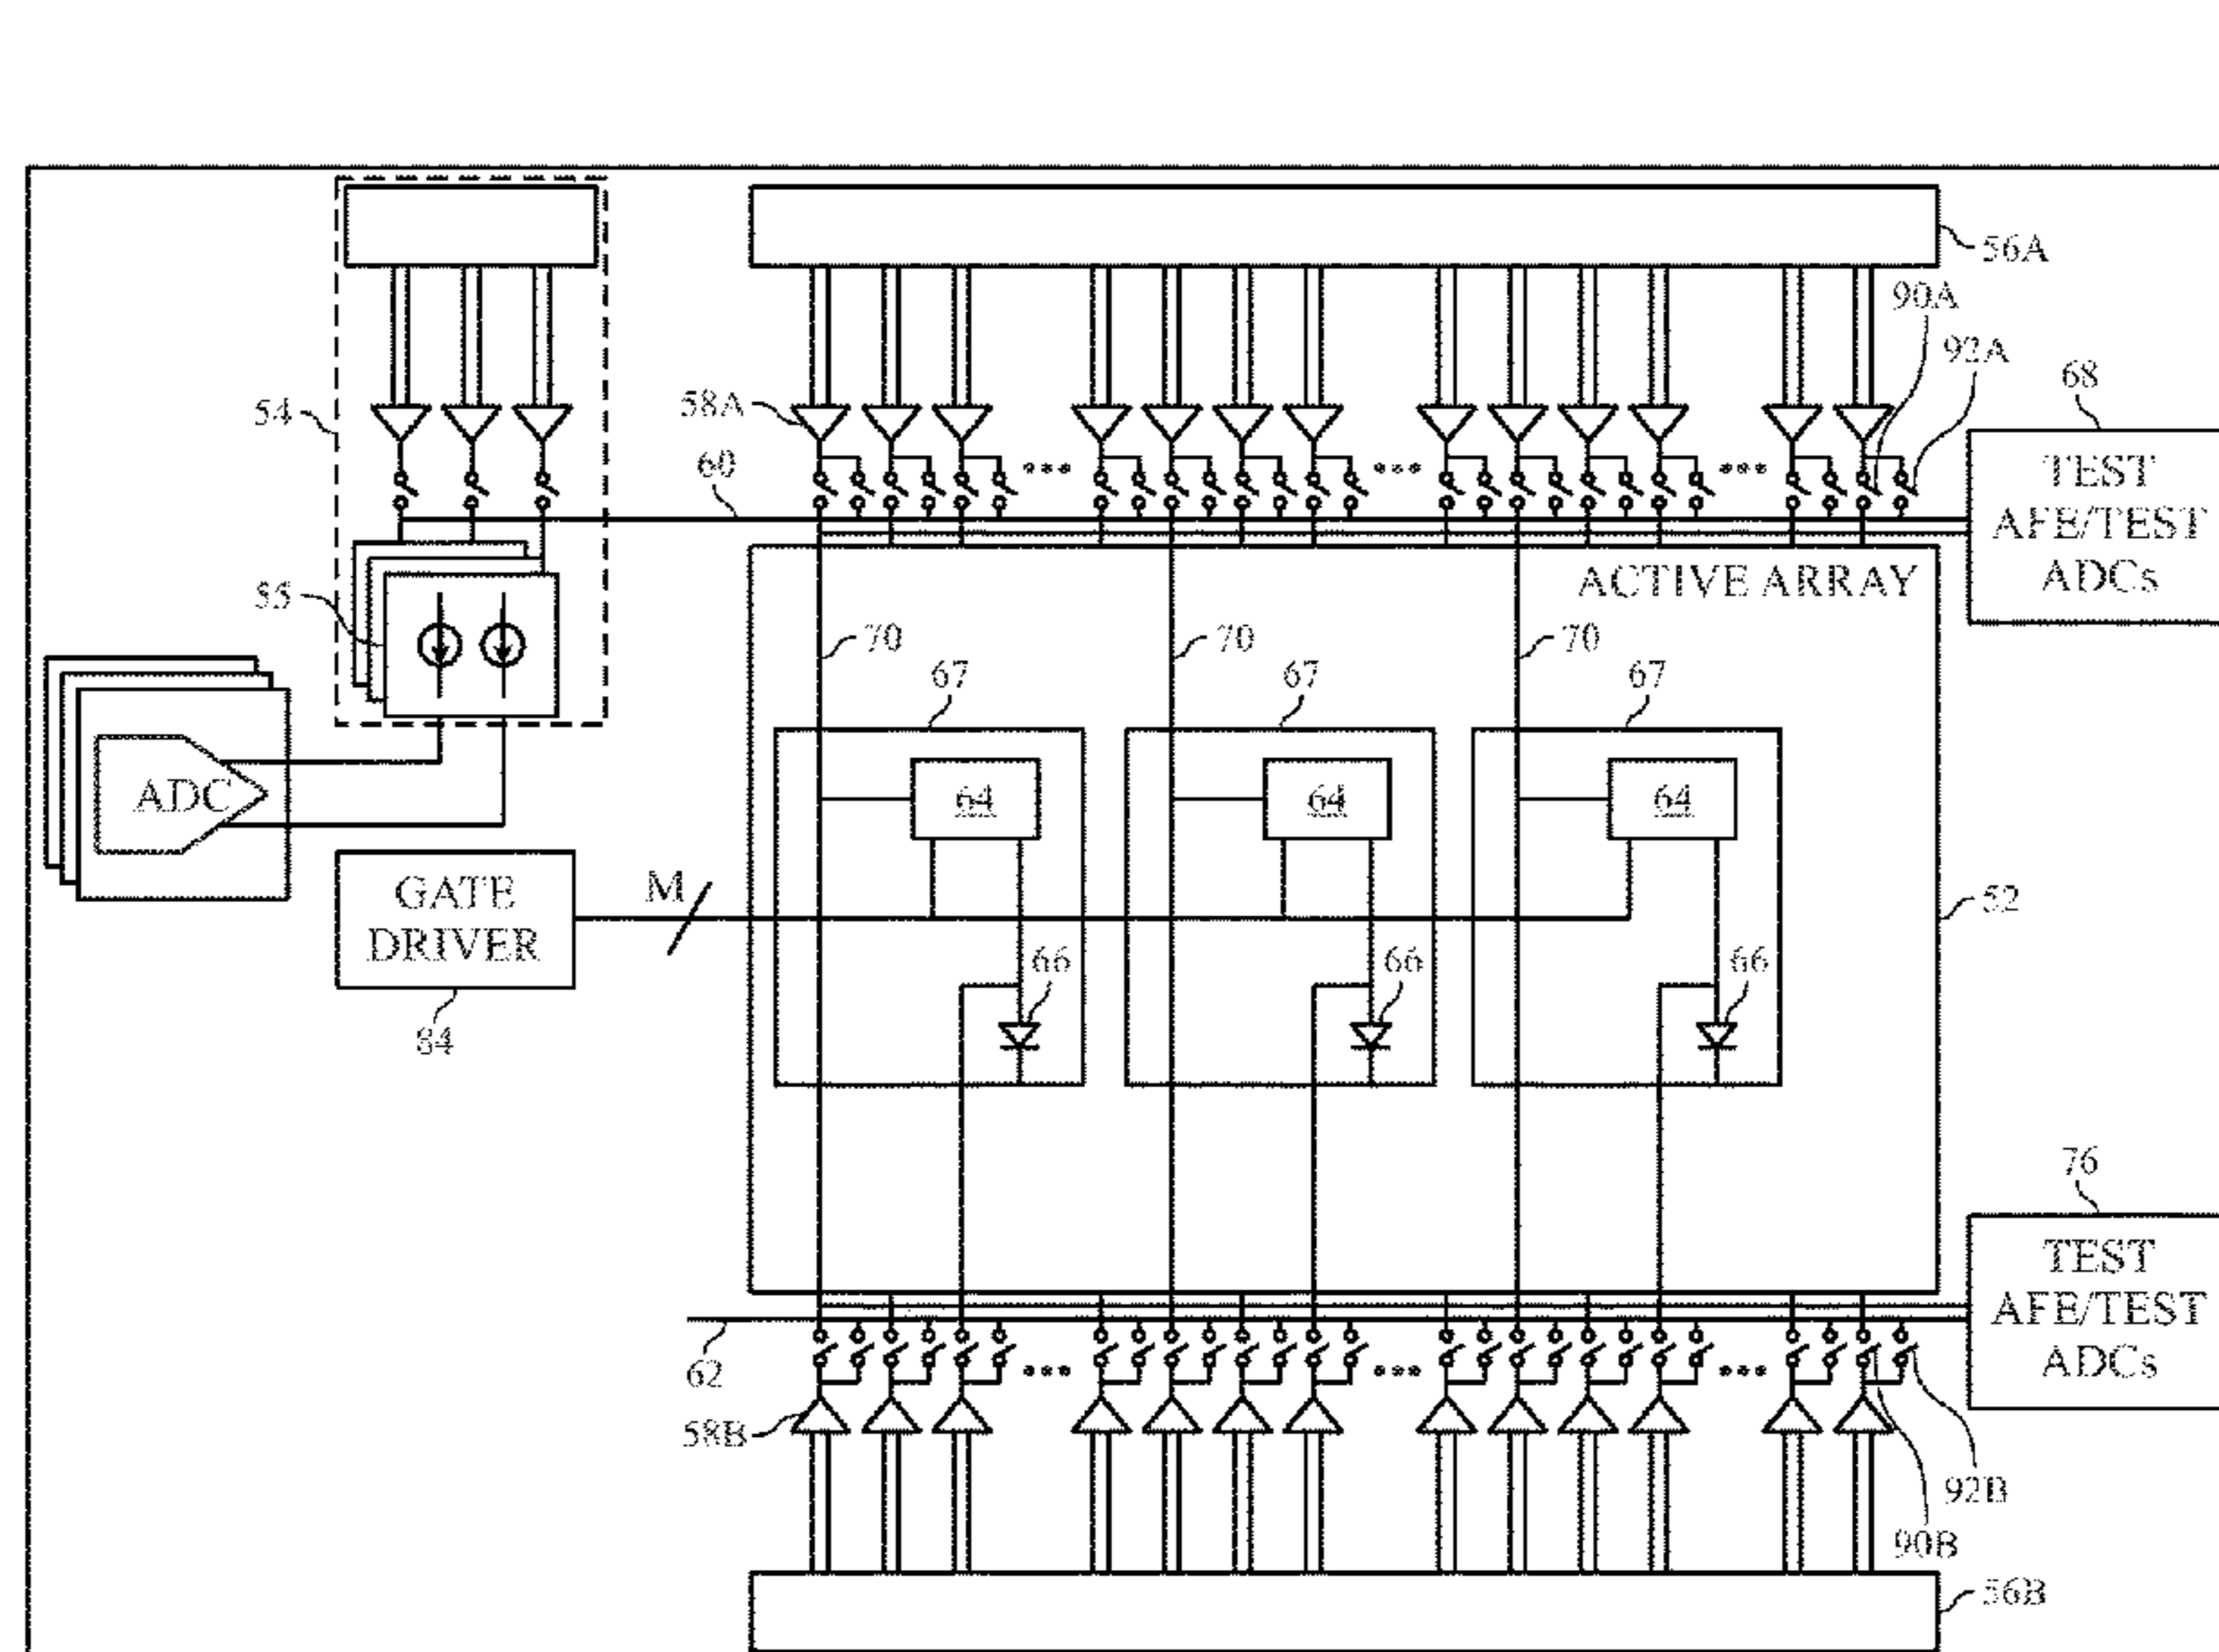 56A
90A
92A
68
58A
54
60
TEST
AFE/TEST
ADCs
ACTIVE ARRAY
85
70
70
70
67
67
67
ADC
64
64
64
GATE
DRIVER
M
52
84
66
66
66
76
TEST
AFE/TEST
ADCs
62
58B
92B
90B
56B